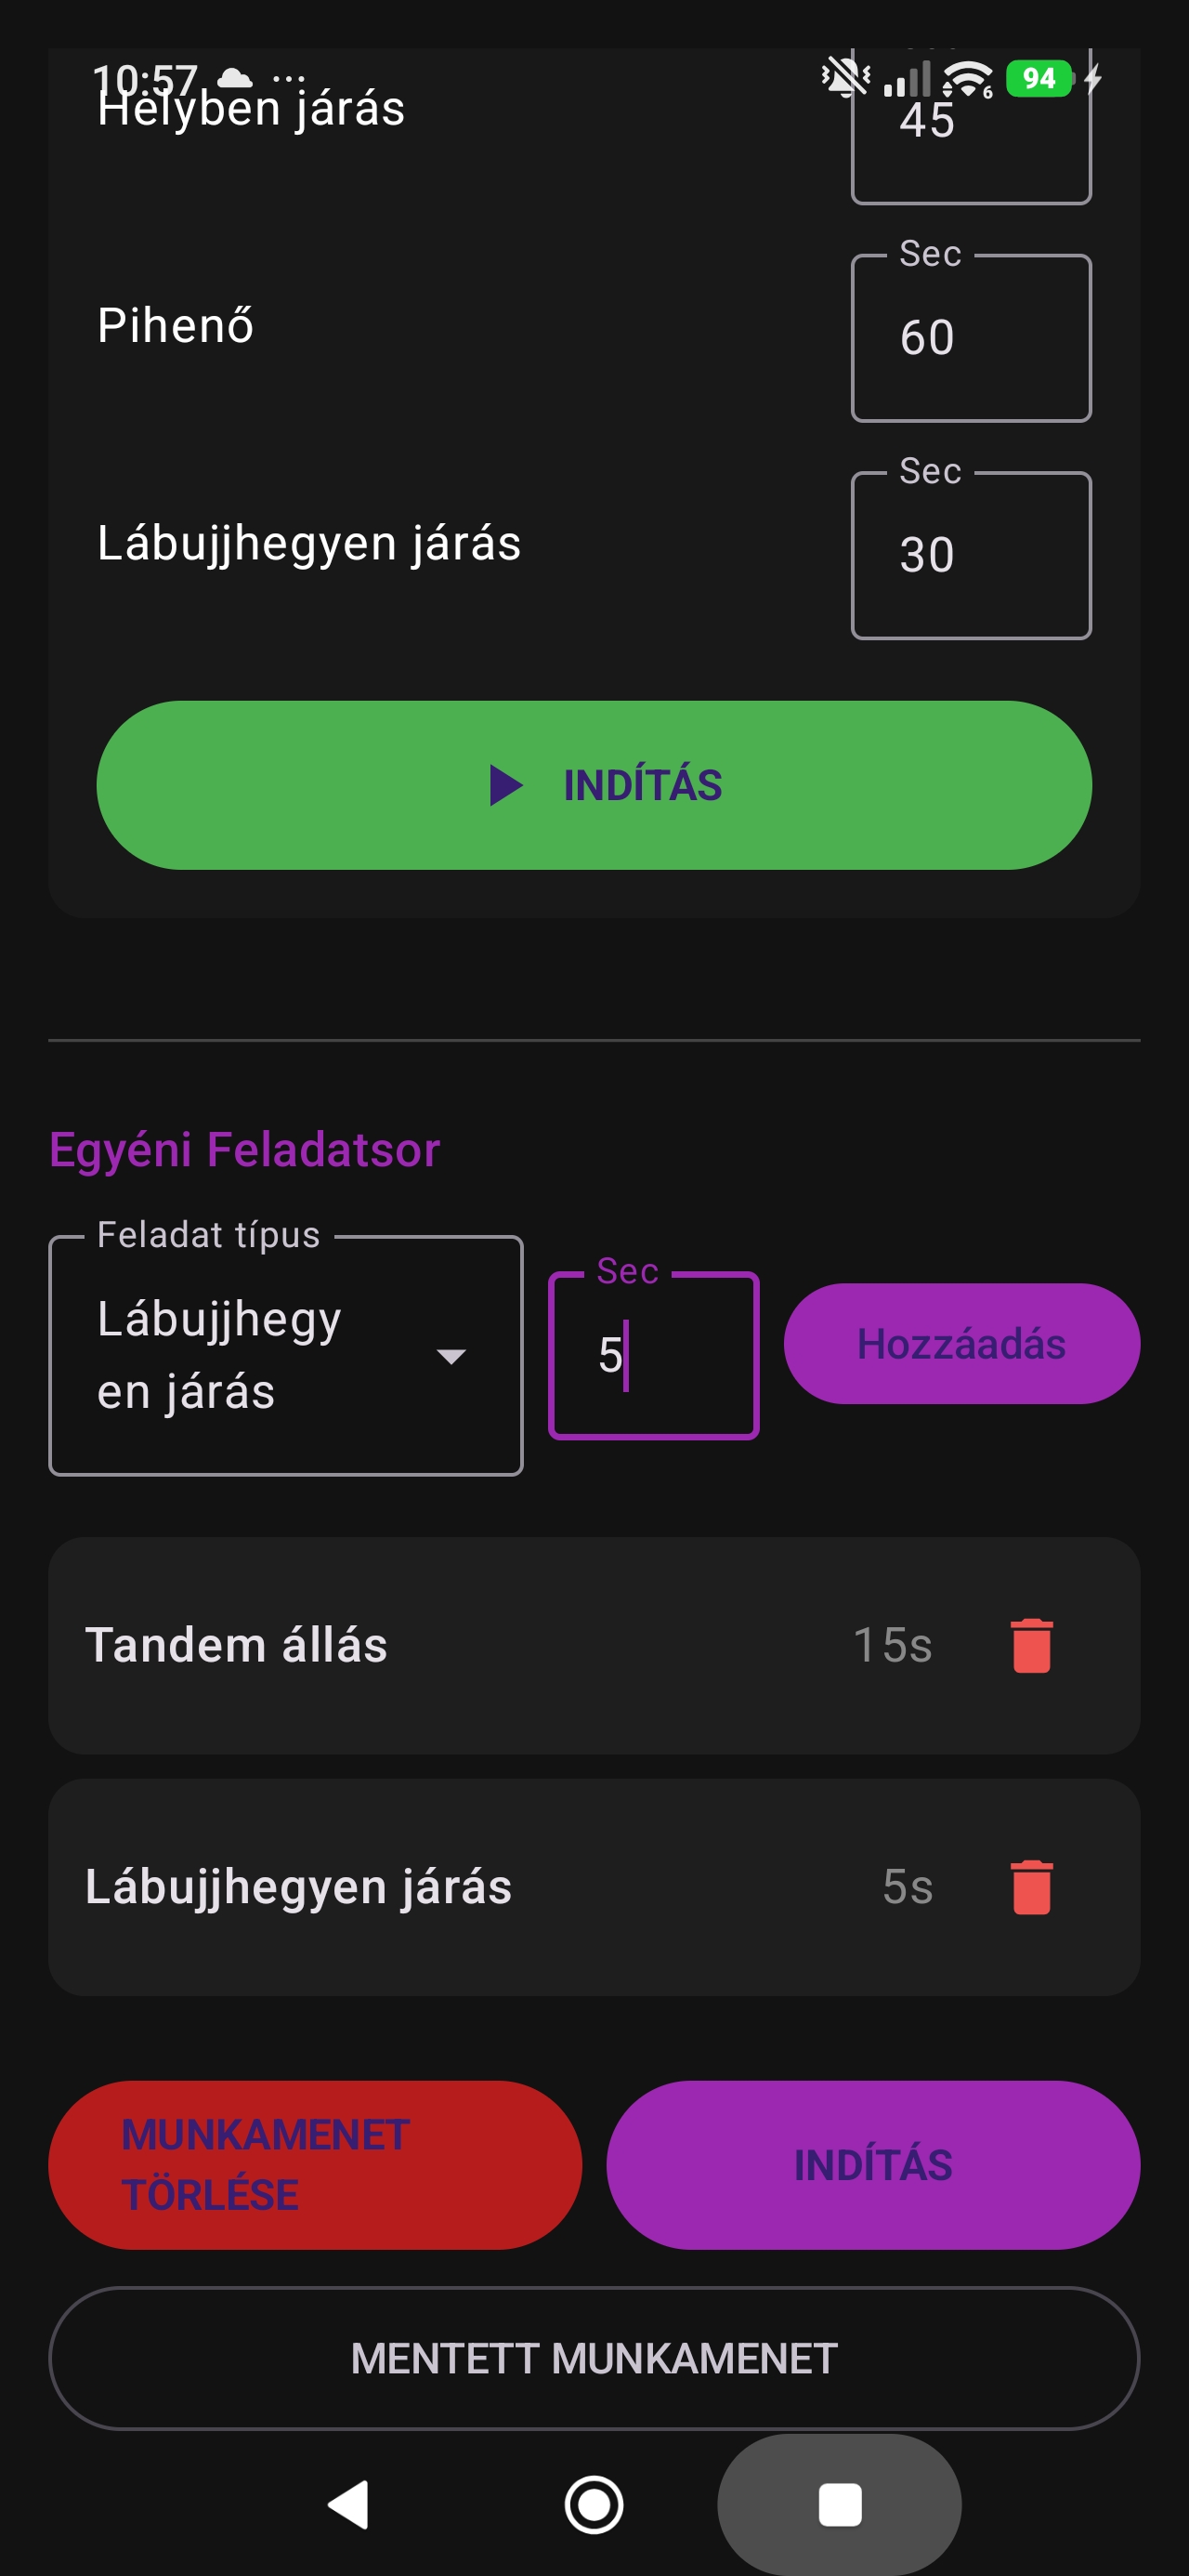 10:57 ...
6 94
Helyben járás
45
Sec
Pihenő
60
Sec
Lábujjhegyen járás
30
INDÍTÁS
Egyéni Feladatsor
Feladat típus
Lábujjhegy
en járás
Sec
5
Hozzáadás
Tandem állás 15s
Lábujjhegyen járás 5s
MUNKAMENET
TÖRLÉSE
INDÍTÁS
MENTETT MUNKAMENET